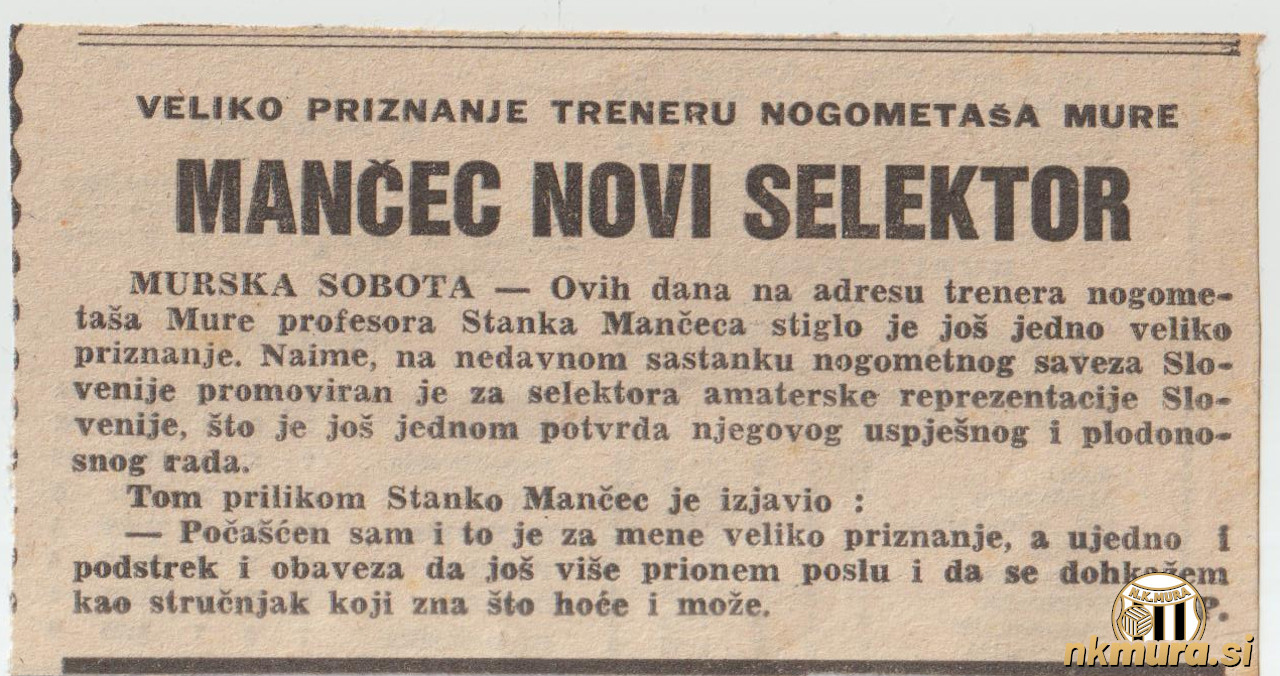 VELIKO PRIZNANJE TRENERU NOGOMETAŠA MURE
MANČEC NOVI SELEKTOR
MURSKA SOBOTA — Ovih dana na adresu trenera nogome-
taša Mure profesora Stanka Mančeca stiglo je još jedno veliko
priznanje. Naime, na nedavnom sastanku nogometnog saveza Slo-
venije promoviran je za selektora amaterske reprezentacije Slo-
venije, što je još jednom potvrda njegovog uspješnog i plodono-
snog rada.
Tom prilikom Stanko Mančec je izjavio :
— Počašćen sam i to je za mene veliko priznanje, a ujedno i
podstrek i obaveza da još više prionem poslu i da se dohkažem
kao stručnjak koji zna što hoće i može.
P.
N.K.MURA
nkmura.si